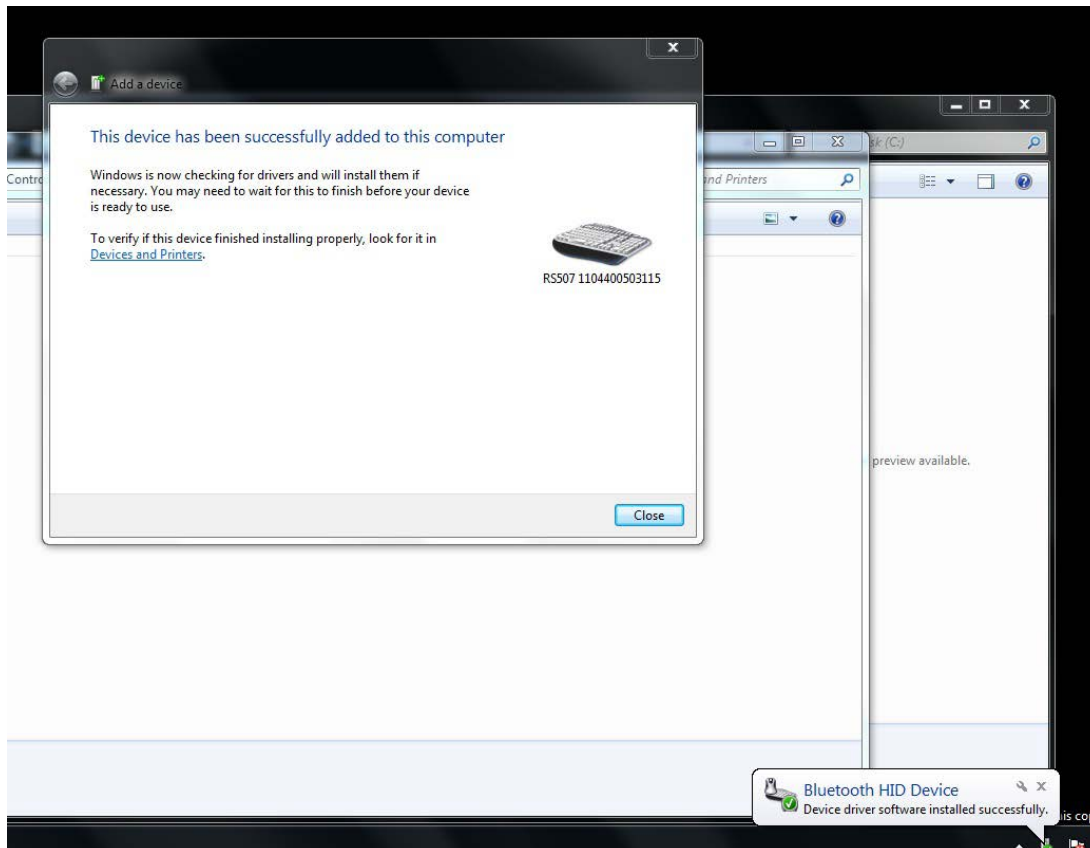 Add a device
This device has been successfully added to this computer
Windows is now checking for drivers and will install them if
necessary. You may need to wait for this to finish before your device
is ready to use.
To verify if this device finished installing properly, look for it in
Devices and Printers.
RS507 1104400503115
Close
Contro
and Printers
sk (C:)
preview available.
Bluetooth HID Device
Device driver software installed successfully.
his co